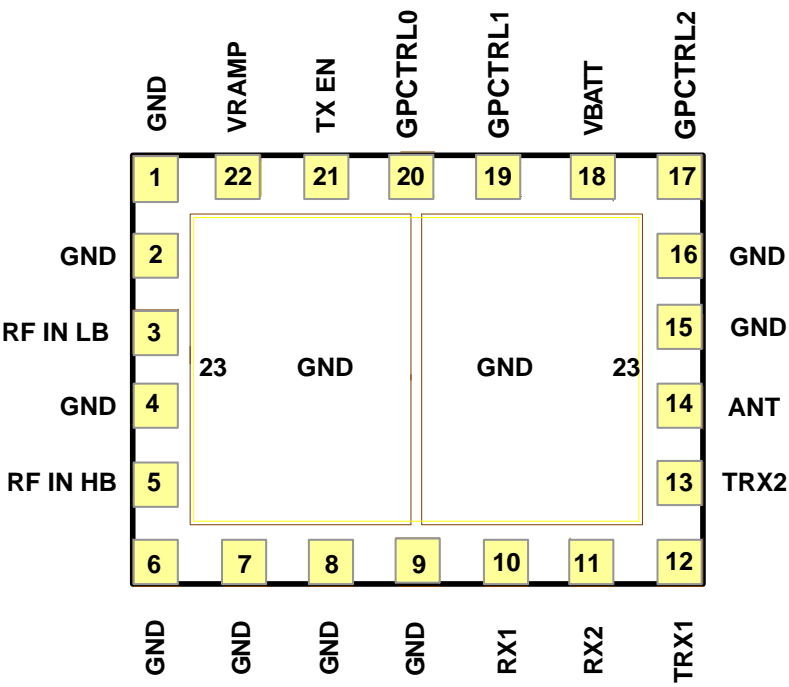 GND
VRAMP
TX EN
GPCTRL0
GPCTRL1
VBATT
GPCTRL2
1
22
21
20
19
18
17
GND
2
16
GND
RF IN LB
3
15
GND
23
GND
GND
23
GND
4
14
ANT
RF IN HB
5
13
TRX2
6
7
8
9
10
11
12
GND
GND
GND
GND
RX1
RX2
TRX1